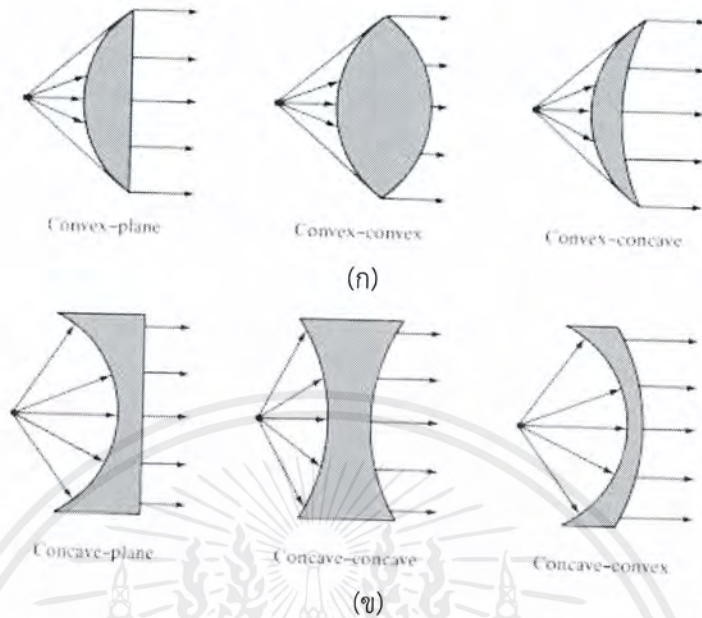 Convex-plane
Convex-convex
Convex-concave
(ก)
Concave-plane
Concave-concave
Concave-convex
(ข)